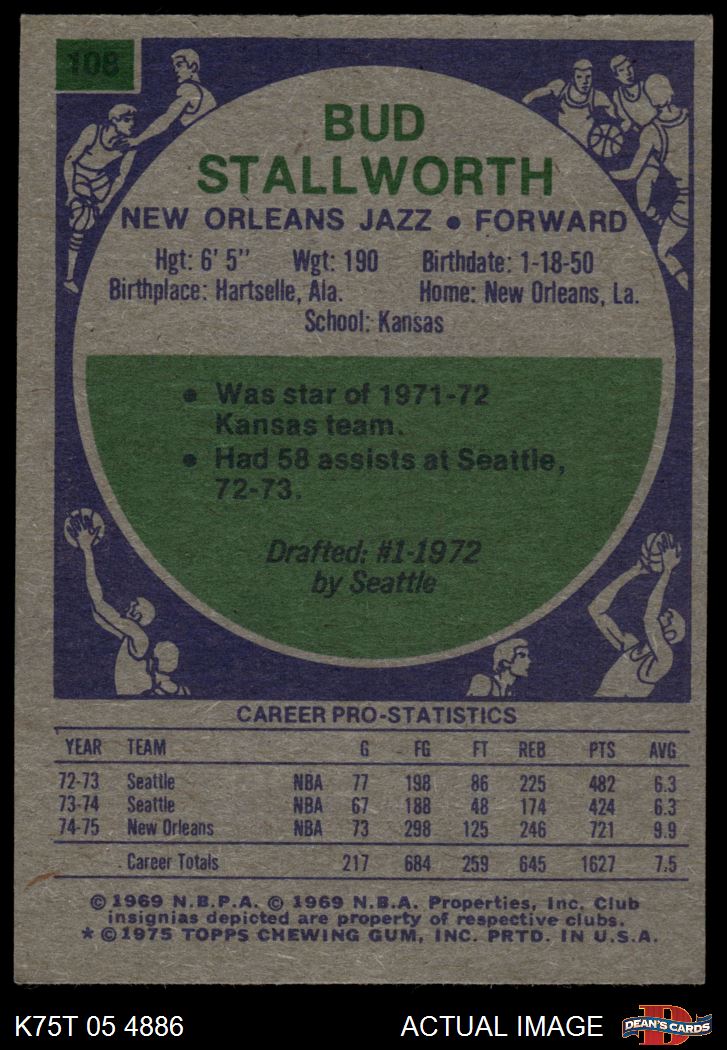 108
BUD
STALLWORTH
NEW ORLEANS JAZZ • FORWARD
Hgt: 6' 5" Wgt: 190 Birthdate: 1-18-50
Birthplace: Hartselle, Ala. Home: New Orleans, La.
School: Kansas
• Was star of 1971-72
Kansas team.
• Had 58 assists at Seattle,
72-73.
Drafted: #1-1972
by Seattle
CAREER PRO-STATISTICS
YEAR TEAM G FG FT REB PTS AVG
72-73 Seattle NBA 77 198 86 225 482 6.3
73-74 Seattle NBA 67 188 48 174 424 6.3
74-75 New Orleans NBA 73 298 125 246 721 9.9
Career Totals 217 684 259 645 1627 7.5
© 1969 N.B.P.A. © 1969 N.B.A. Properties, Inc. Club
insignias depicted are property of respective clubs.
* © 1975 TOPPS CHEWING GUM, INC. PRTD. IN U.S.A.
K75T 05 4886 ACTUAL IMAGE D DEAN'S CARDS